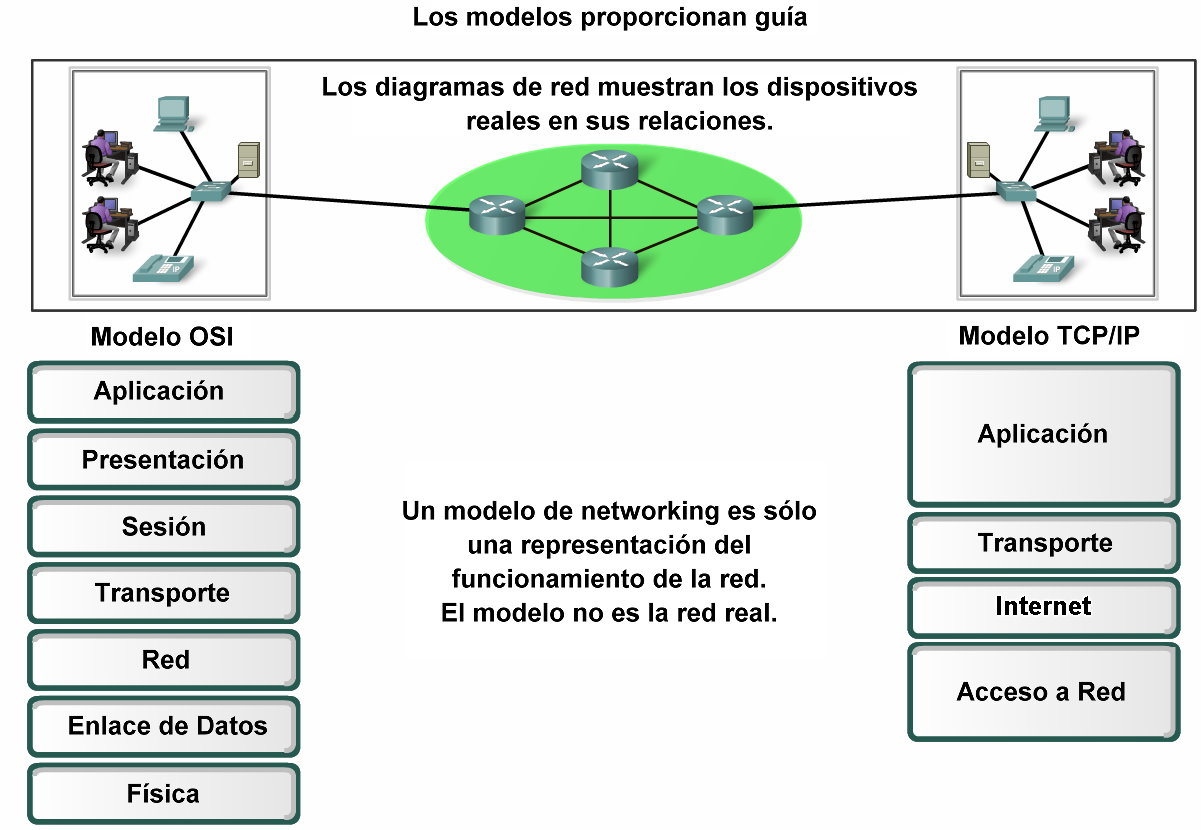 Los modelos proporcionan guía
Los diagramas de red muestran los dispositivos
reales en sus relaciones.
IP
IP
Modelo OSI
Aplicación
Presentación
Sesión
Transporte
Red
Enlace de Datos
Física
Un modelo de networking es sólo
una representación del
funcionamiento de la red.
El modelo no es la red real.
Modelo TCP/IP
Aplicación
Transporte
Internet
Acceso a Red